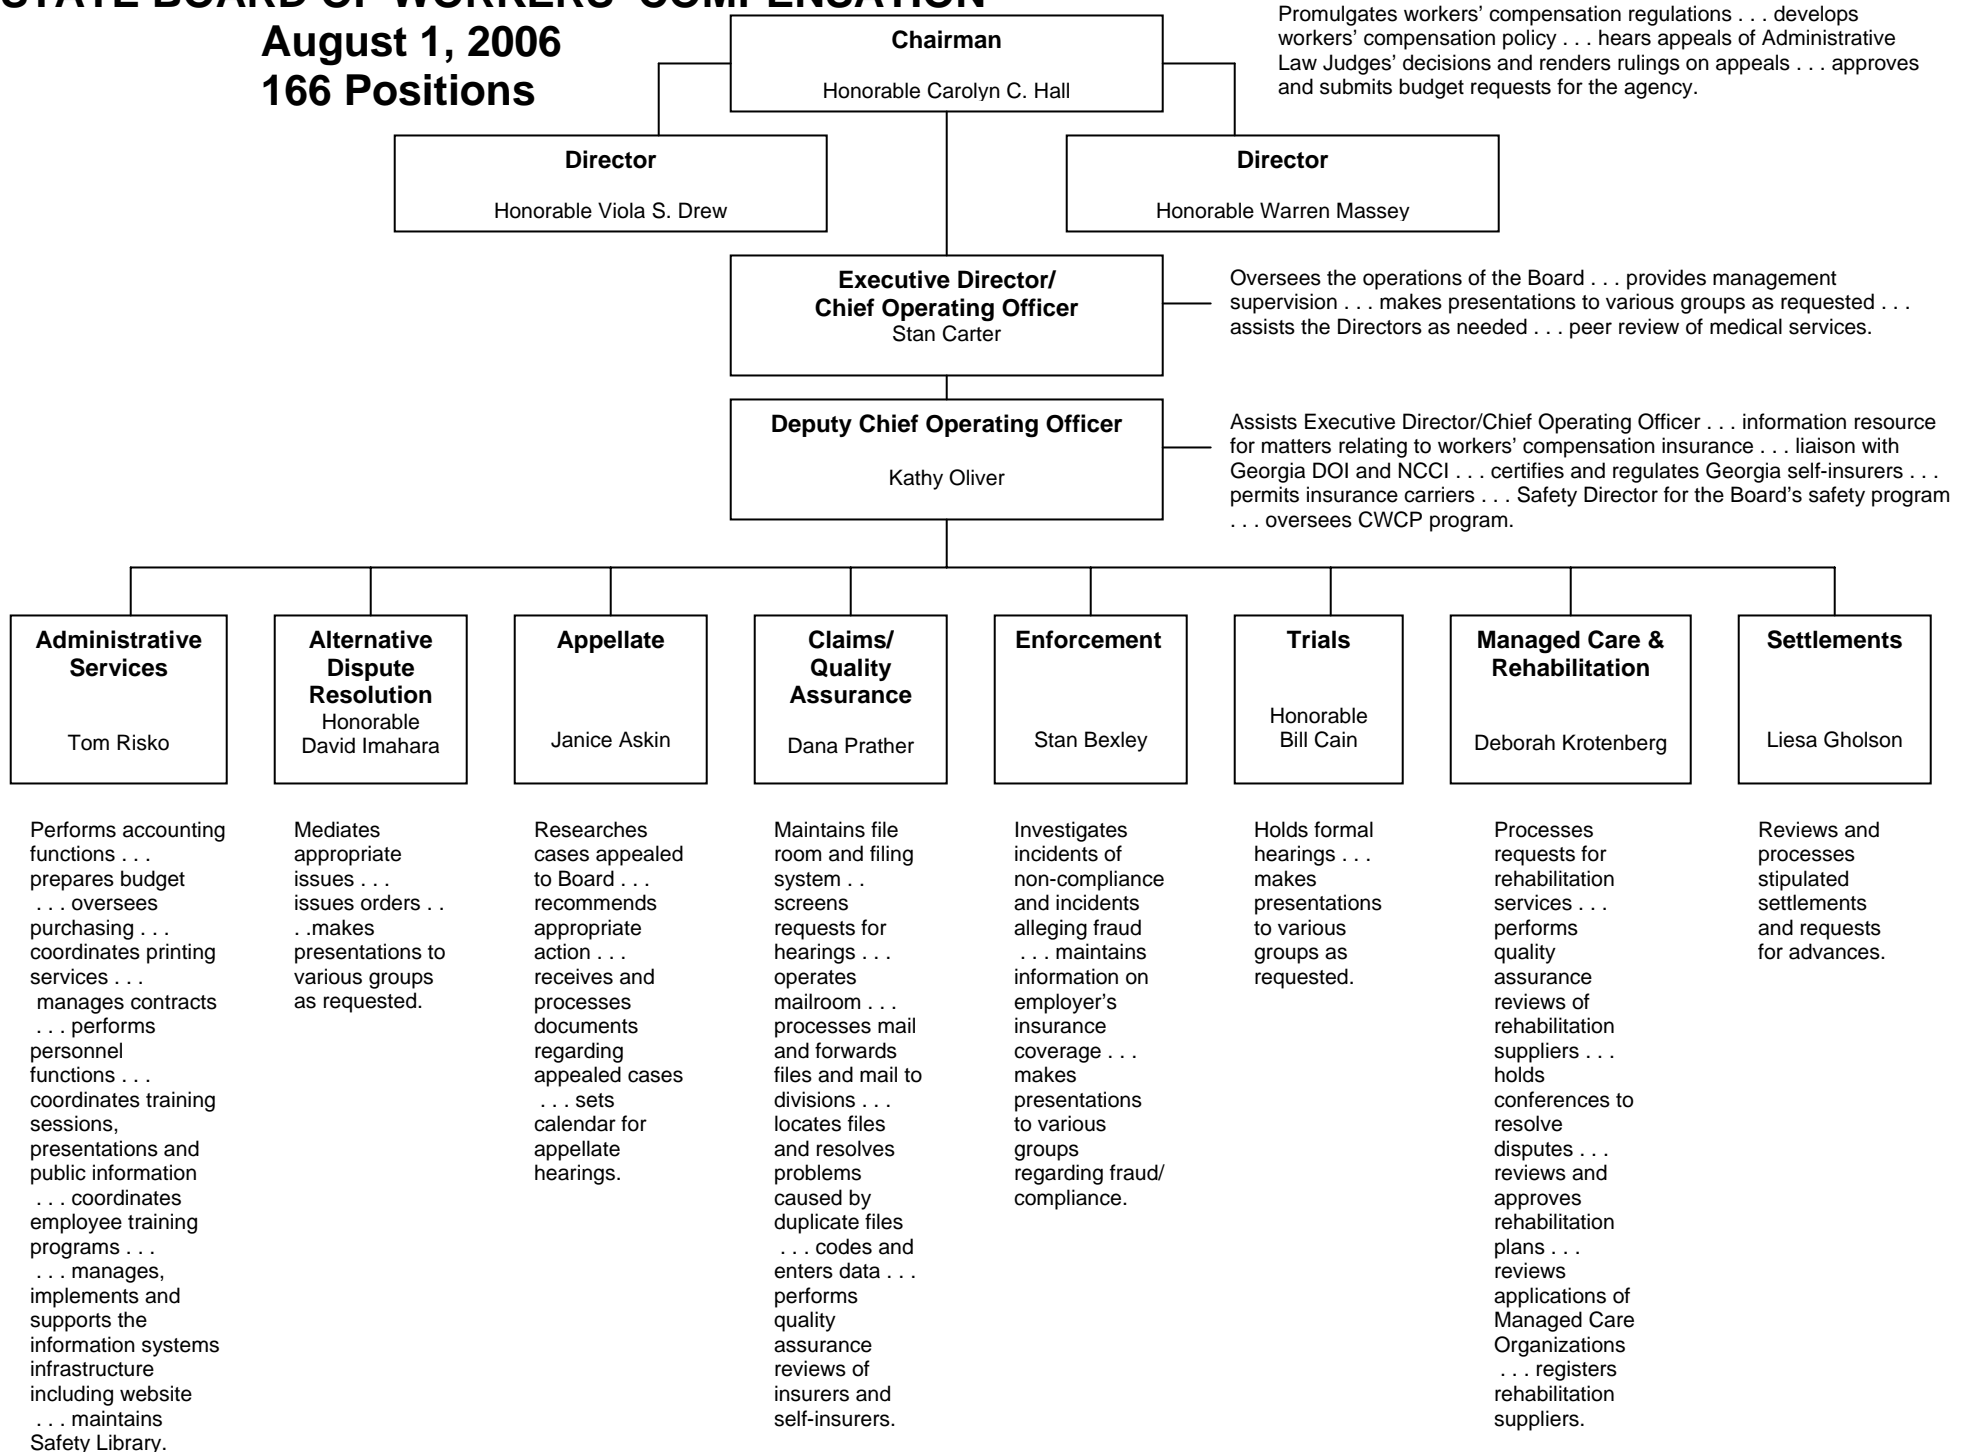 STATE BOARD OF WORKERS' COMPENSATION
August 1, 2006
166 Positions
Chairman
Honorable Carolyn C. Hall
Promulgates workers’ compensation regulations . . . develops
workers’ compensation policy . . . hears appeals of Administrative
Law Judges’ decisions and renders rulings on appeals . . . approves
and submits budget requests for the agency.
Director
Honorable Viola S. Drew
Director
Honorable Warren Massey
Executive Director/
Chief Operating Officer
Stan Carter
Oversees the operations of the Board . . . provides management
supervision . . . makes presentations to various groups as requested . . .
assists the Directors as needed . . . peer review of medical services.
Deputy Chief Operating Officer
Kathy Oliver
Assists Executive Director/Chief Operating Officer . . . information resource
for matters relating to workers’ compensation insurance . . . liaison with
Georgia DOI and NCCI . . . certifies and regulates Georgia self-insurers . . .
permits insurance carriers . . . Safety Director for the Board’s safety program
. . . oversees CWCP program.
Administrative
Services
Tom Risko
Performs accounting
functions . . .
prepares budget
. . . oversees
purchasing . . .
coordinates printing
services . . .
manages contracts
. . . performs
personnel
functions . . .
coordinates training
sessions,
presentations and
public information
. . . coordinates
employee training
programs . . .
. . . manages,
implements and
supports the
information systems
infrastructure
including website
. . . maintains
Safety Library.
Alternative
Dispute
Resolution
Honorable
David Imahara
Mediates
appropriate
issues . . .
issues orders . .
. .makes
presentations to
various groups
as requested.
Appellate
Janice Askin
Researches
cases appealed
to Board . . .
recommends
appropriate
action . . .
receives and
processes
documents
regarding
appealed cases
. . . sets
calendar for
appellate
hearings.
Claims/
Quality
Assurance
Dana Prather
Maintains file
room and filing
system . .
screens
requests for
hearings . . .
operates
mailroom . . .
processes mail
and forwards
files and mail to
divisions . . .
locates files
and resolves
problems
caused by
duplicate files
. . . codes and
enters data . . .
performs
quality
assurance
reviews of
insurers and
self-insurers.
Enforcement
Stan Bexley
Investigates
incidents of
non-compliance
and incidents
alleging fraud
. . . maintains
information on
employer’s
insurance
coverage . . .
makes
presentations
to various
groups
regarding fraud/
compliance.
Trials
Honorable
Bill Cain
Holds formal
hearings . . .
makes
presentations
to various
groups as
requested.
Managed Care &
Rehabilitation
Deborah Krotenberg
Processes
requests for
rehabilitation
services . . .
performs
quality
assurance
reviews of
rehabilitation
suppliers . . .
holds
conferences to
resolve
disputes . . .
reviews and
approves
rehabilitation
plans . . .
reviews
applications of
Managed Care
Organizations
. . . registers
rehabilitation
suppliers.
Settlements
Liesa Gholson
Reviews and
processes
stipulated
settlements
and requests
for advances.